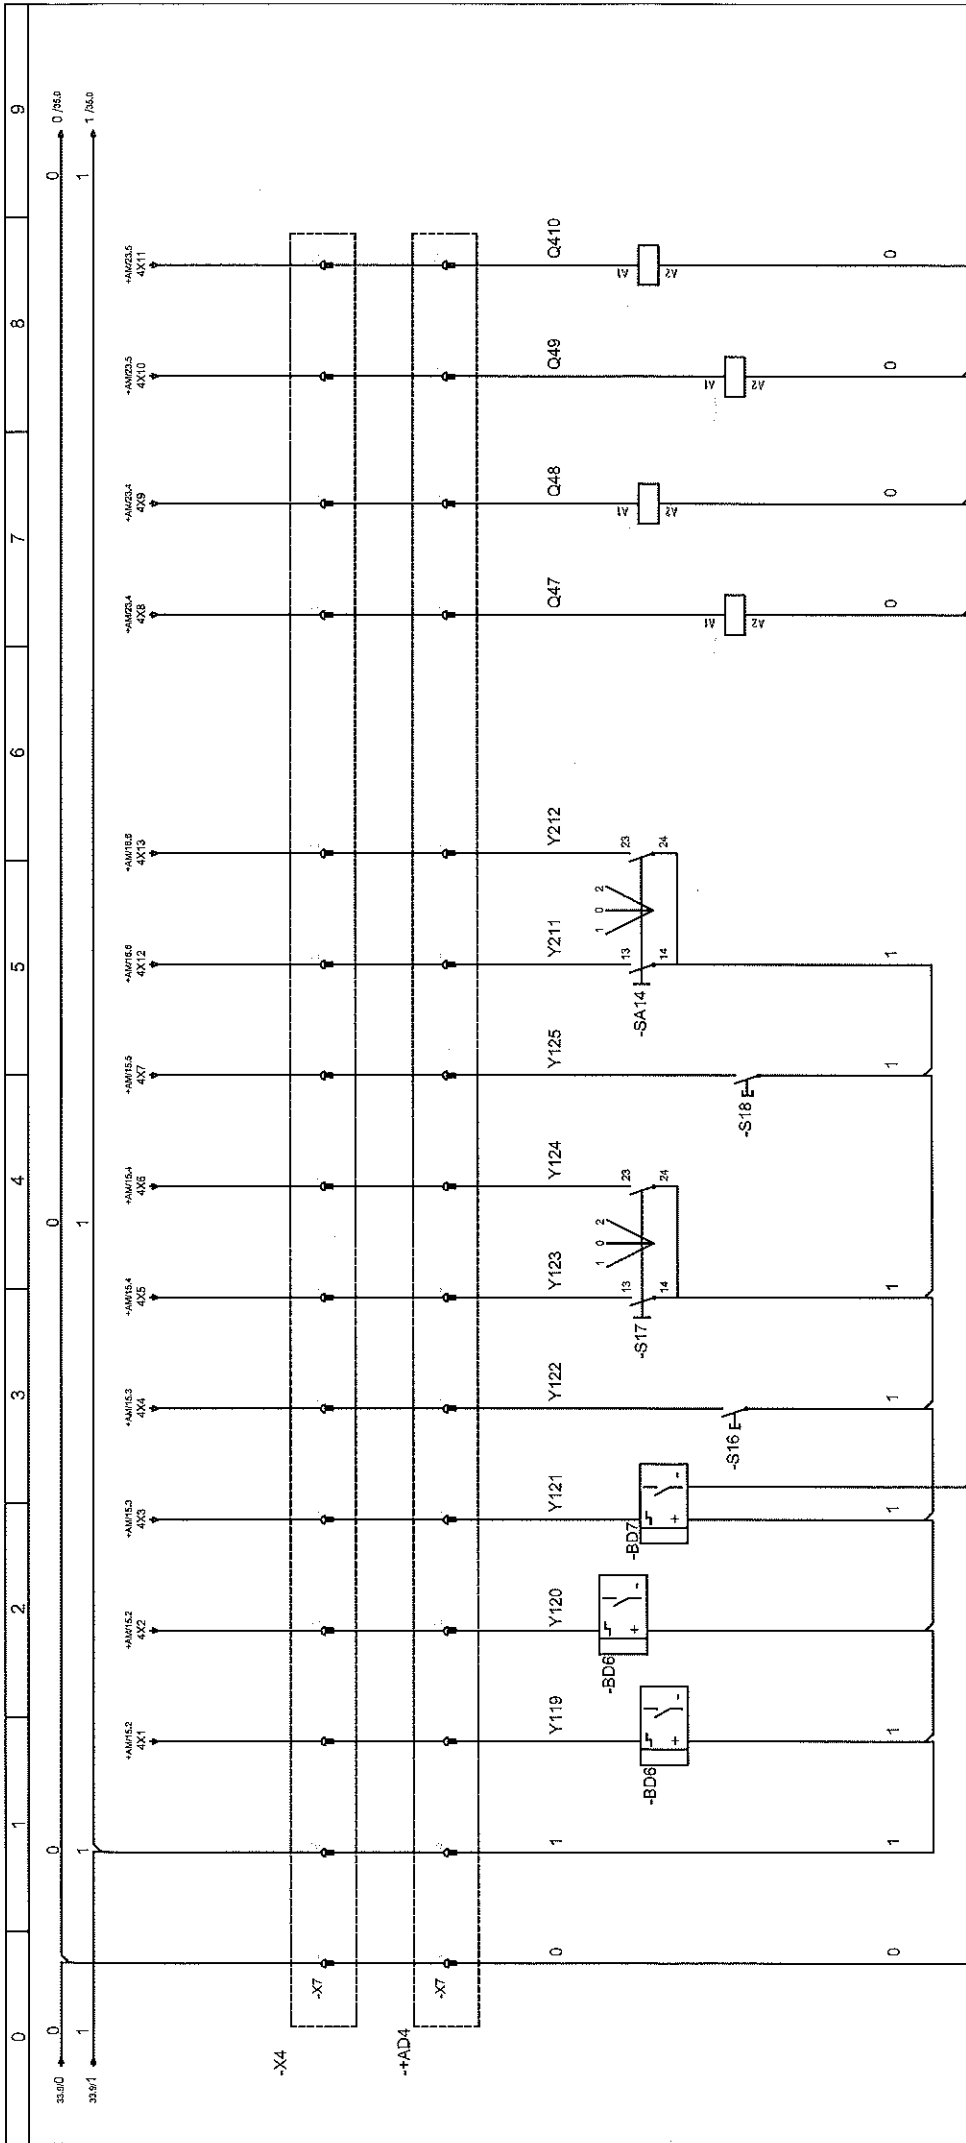 0 1 2 3 4 5 6 7 8 9
33.9/0 0 0 0 0 0 /35.0
33.9/1 1 1 1 1 1 /35.0
+AM/15.2 +AM/15.2 +AM/15.3 +AM/15.3 +AM/15.4 +AM/15.4 +AM/15.5 +AM/16.6 +AM/16.6 +AM/23.4 +AM/23.4 +AM/23.5 +AM/23.5
4X1 4X2 4X3 4X4 4X5 4X6 4X7 4X12 4X13 4X8 4X9 4X10 4X11
-X4
-X7
-+AD4
-X7
0 1 Y119 Y120 Y121 Y122 Y123 Y124 Y125 Y211 Y212 Q47 Q48 Q49 Q410
1 0 2 1 0 2
-BD6 + - -BD6 + - -BD7 + - -S17 13 14 23 24 -SA14 13 14 23 24 A1 A2 A1 A2
-S16 -S18 A1 A2 A1 A2
0 1 1 1 1 1 1 1 0 0 0 0